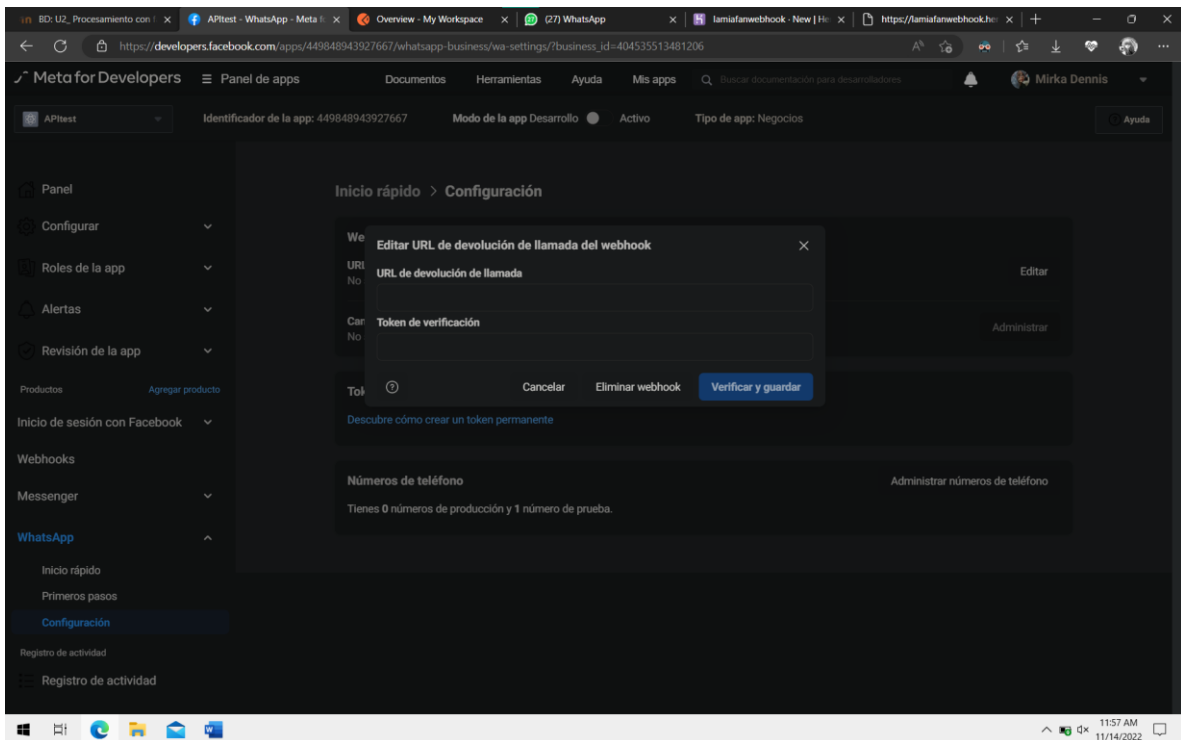 BD: U2_ Procesamiento con
APItest - WhatsApp - Meta f
Overview - My Workspace
(27) WhatsApp
lamiafanwebhook · New | He
https://lamiafanwebhook.he
https://developers.facebook.com/apps/449848943927667/whatsapp-business/wa-settings/?business_id=404535513481206
Meta for Developers
Panel de apps
Documentos
Herramientas
Ayuda
Mis apps
Buscar documentación para desarrolladores
Mirka Dennis
APItest
Identificador de la app: 449848943927667
Modo de la app Desarrollo
Activo
Tipo de app: Negocios
Ayuda
Panel
Configurar
Roles de la app
Alertas
Revisión de la app
Productos
Agregar producto
Inicio de sesión con Facebook
Webhooks
Messenger
WhatsApp
Inicio rápido
Primeros pasos
Configuración
Registro de actividad
Registro de actividad
Inicio rápido > Configuración
We
URL
No
Editar
Can
No
Administrar
Editar URL de devolución de llamada del webhook
URL de devolución de llamada
Token de verificación
Cancelar
Eliminar webhook
Verificar y guardar
Tok
Descubre cómo crear un token permanente
Números de teléfono
Administrar números de teléfono
Tienes 0 números de producción y 1 número de prueba.
11:57 AM
11/14/2022